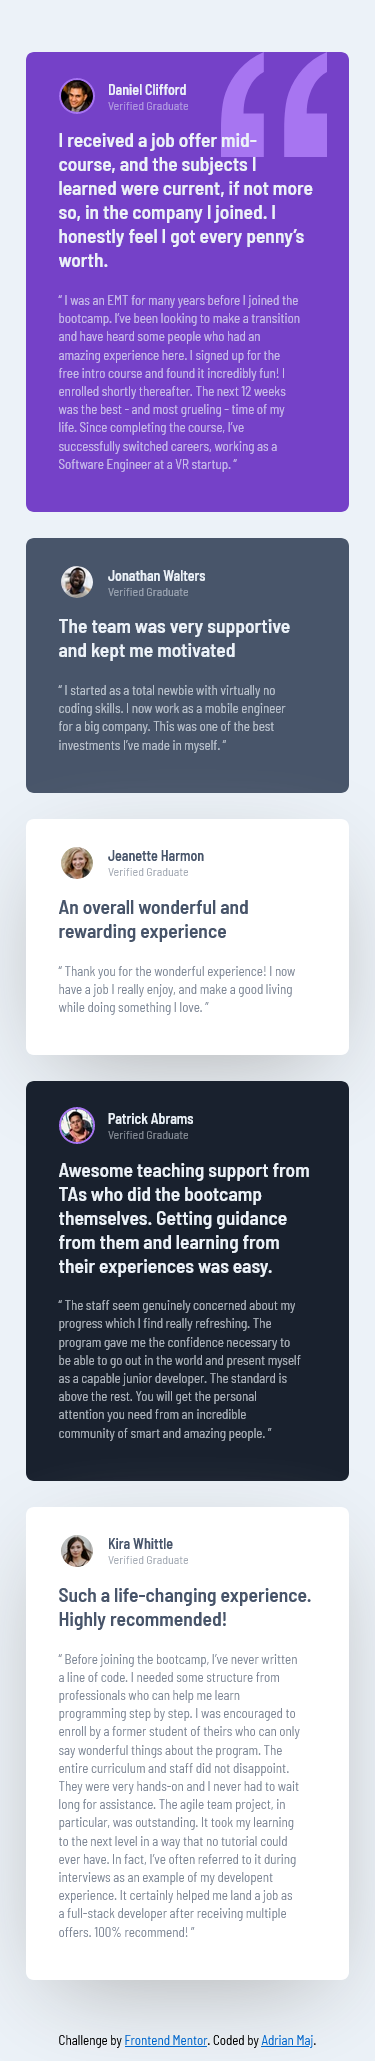 Daniel Clifford
Verified Graduate
I received a job offer mid-
course, and the subjects I
learned were current, if not more
so, in the company I joined. I
honestly feel I got every penny’s
worth.
“ I was an EMT for many years before I joined the
bootcamp. I’ve been looking to make a transition
and have heard some people who had an
amazing experience here. I signed up for the
free intro course and found it incredibly fun! I
enrolled shortly thereafter. The next 12 weeks
was the best - and most grueling - time of my
life. Since completing the course, I’ve
successfully switched careers, working as a
Software Engineer at a VR startup. ”
Jonathan Walters
Verified Graduate
The team was very supportive
and kept me motivated
“ I started as a total newbie with virtually no
coding skills. I now work as a mobile engineer
for a big company. This was one of the best
investments I’ve made in myself. ”
Jeanette Harmon
Verified Graduate
An overall wonderful and
rewarding experience
“ Thank you for the wonderful experience! I now
have a job I really enjoy, and make a good living
while doing something I love. ”
Patrick Abrams
Verified Graduate
Awesome teaching support from
TAs who did the bootcamp
themselves. Getting guidance
from them and learning from
their experiences was easy.
“ The staff seem genuinely concerned about my
progress which I find really refreshing. The
program gave me the confidence necessary to
be able to go out in the world and present myself
as a capable junior developer. The standard is
above the rest. You will get the personal
attention you need from an incredible
community of smart and amazing people. ”
Kira Whittle
Verified Graduate
Such a life-changing experience.
Highly recommended!
“ Before joining the bootcamp, I’ve never written
a line of code. I needed some structure from
professionals who can help me learn
programming step by step. I was encouraged to
enroll by a former student of theirs who can only
say wonderful things about the program. The
entire curriculum and staff did not disappoint.
They were very hands-on and I never had to wait
long for assistance. The agile team project, in
particular, was outstanding. It took my learning
to the next level in a way that no tutorial could
ever have. In fact, I’ve often referred to it during
interviews as an example of my developent
experience. It certainly helped me land a job as
a full-stack developer after receiving multiple
offers. 100% recommend! ”
Challenge by Frontend Mentor. Coded by Adrian Maj.